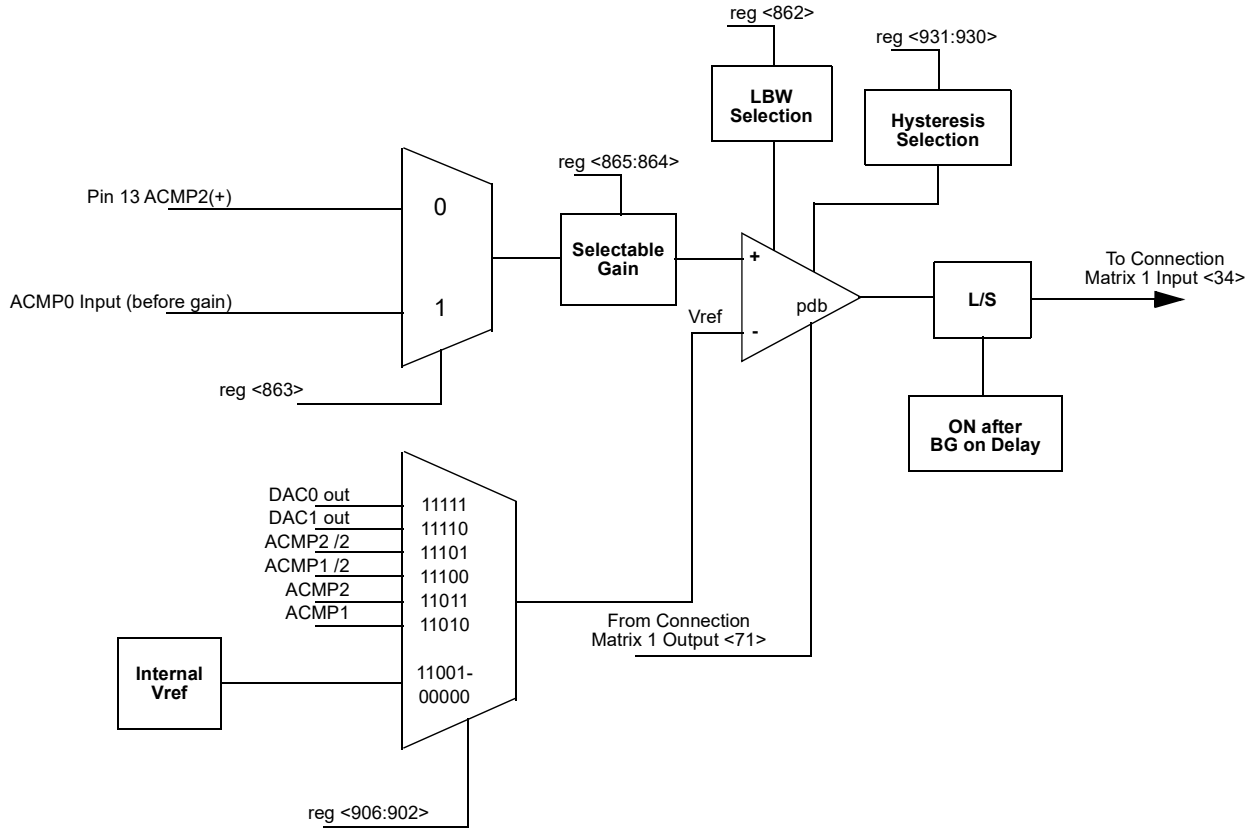 reg <862>
reg <931:930>
LBW
Selection
Hysteresis
Selection
reg <865:864>
Pin 13 ACMP2(+)
0
Selectable
Gain
+
To Connection
Matrix 1 Input <34>
ACMP0 Input (before gain)
1
L/S
pdb
Vref
-
reg <863>
ON after
BG on Delay
DAC0 out
11111
DAC1 out
11110
ACMP2 /2
11101
ACMP1 /2
11100
ACMP2
11011
ACMP1
11010
From Connection
Matrix 1 Output <71>
Internal
Vref
11001-
00000
reg <906:902>